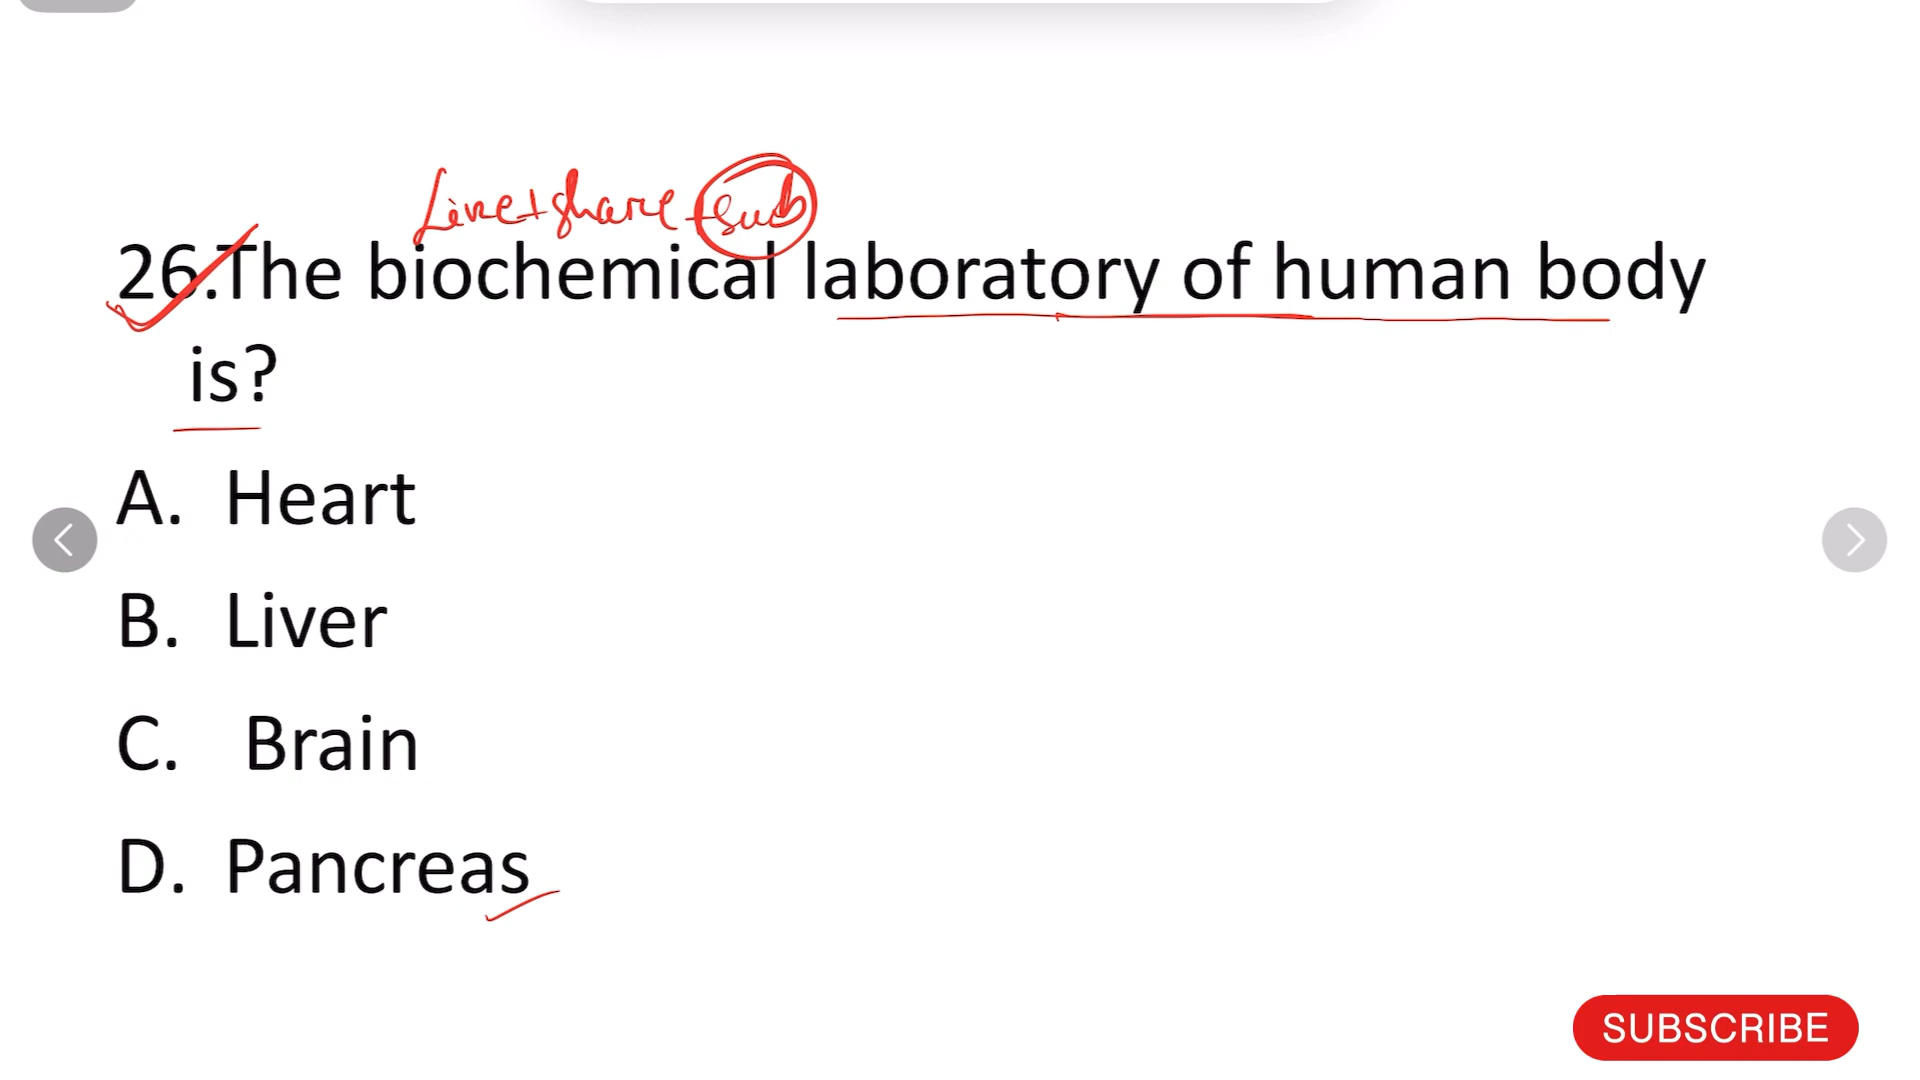 Like+share+sub
26.The biochemical laboratory of human body
is?
A. Heart
B. Liver
C. Brain
D. Pancreas
SUBSCRIBE